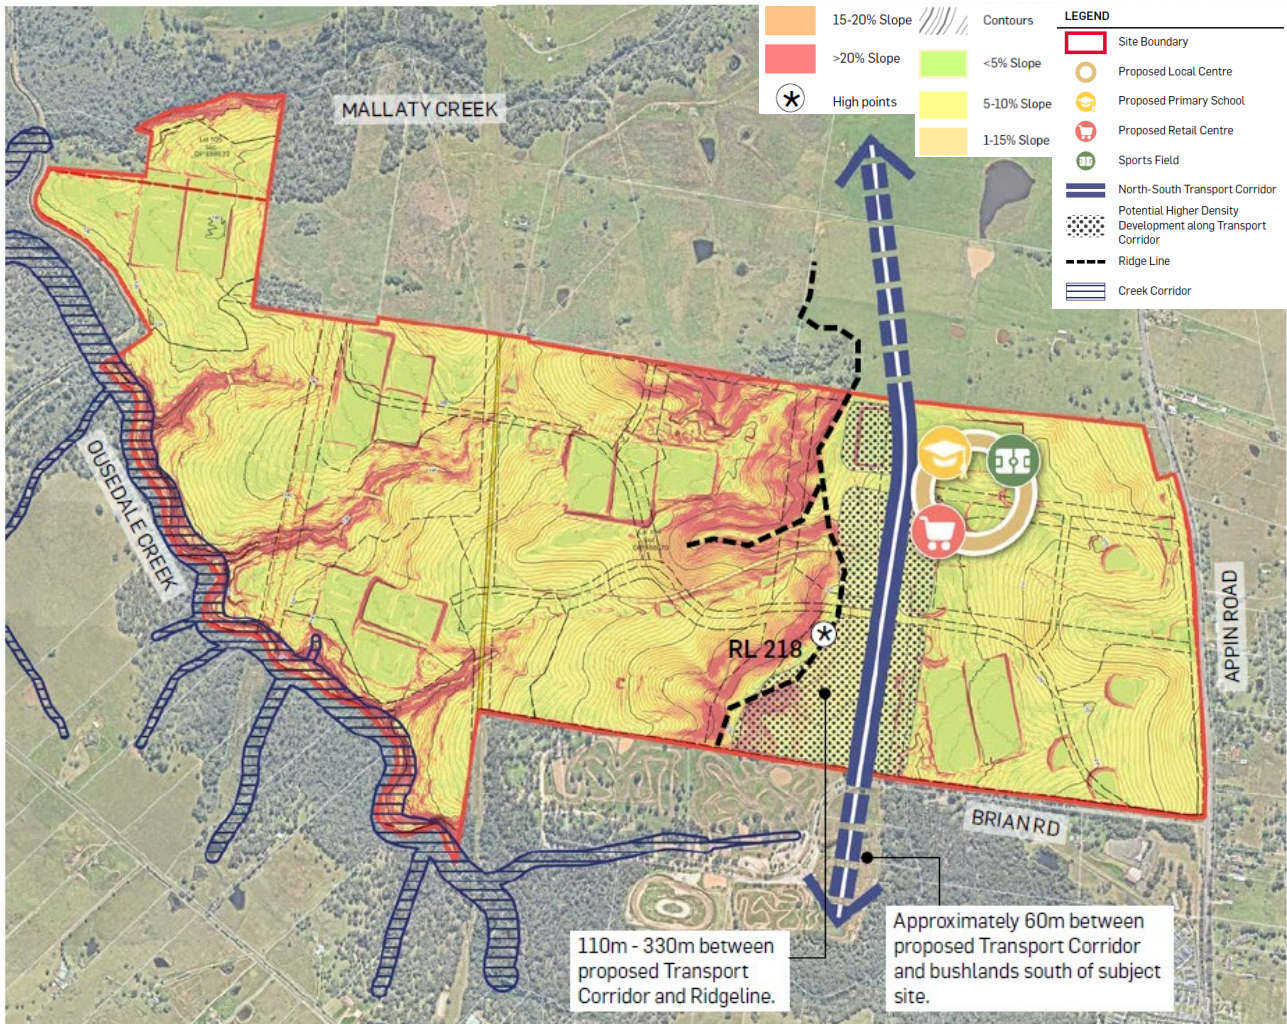 15-20% Slope
>20% Slope
High points
Contours
<5% Slope
5-10% Slope
1-15% Slope
LEGEND
Site Boundary
Proposed Local Centre
Proposed Primary School
Proposed Retail Centre
Sports Field
North-South Transport Corridor
Potential Higher Density
Development along Transport
Corridor
Ridge Line
Creek Corridor
MALLATY CREEK
OUSEDALE CREEK
RL 218
APPIN ROAD
BRIAN RD
110m - 330m between
proposed Transport
Corridor and Ridgeline.
Approximately 60m between
proposed Transport Corridor
and bushlands south of subject
site.